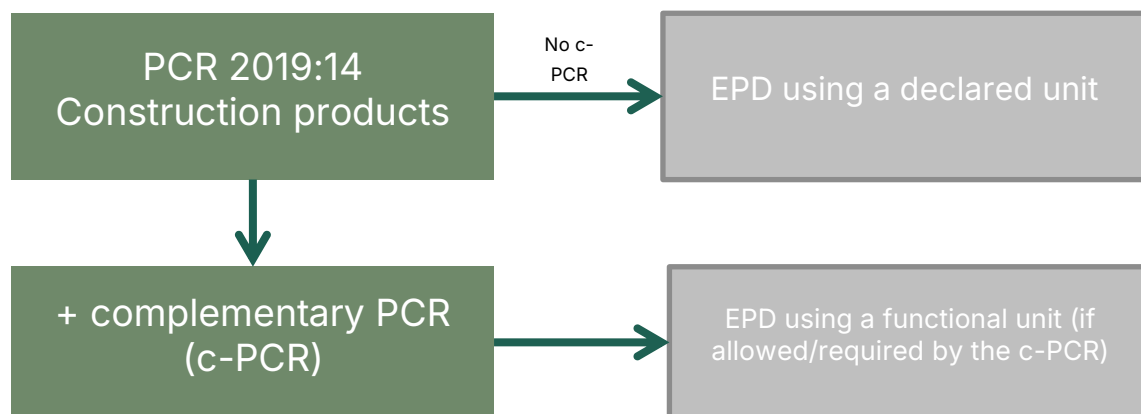 PCR 2019:14
Construction products
No c-
PCR
EPD using a declared unit
+ complementary PCR
(c-PCR)
EPD using a functional unit (if
allowed/required by the c-PCR)